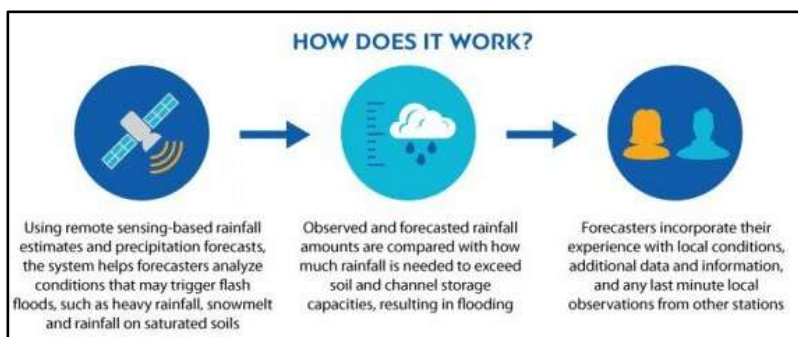 HOW DOES IT WORK?
Using remote sensing-based rainfall
estimates and precipitation forecasts,
the system helps forecasters analyze
conditions that may trigger flash
floods, such as heavy rainfall, snowmelt
and rainfall on saturated soils
Observed and forecasted rainfall
amounts are compared with how
much rainfall is needed to exceed
soil and channel storage
capacities, resulting in flooding
Forecasters incorporate their
experience with local conditions,
additional data and information,
and any last minute local
observations from other stations